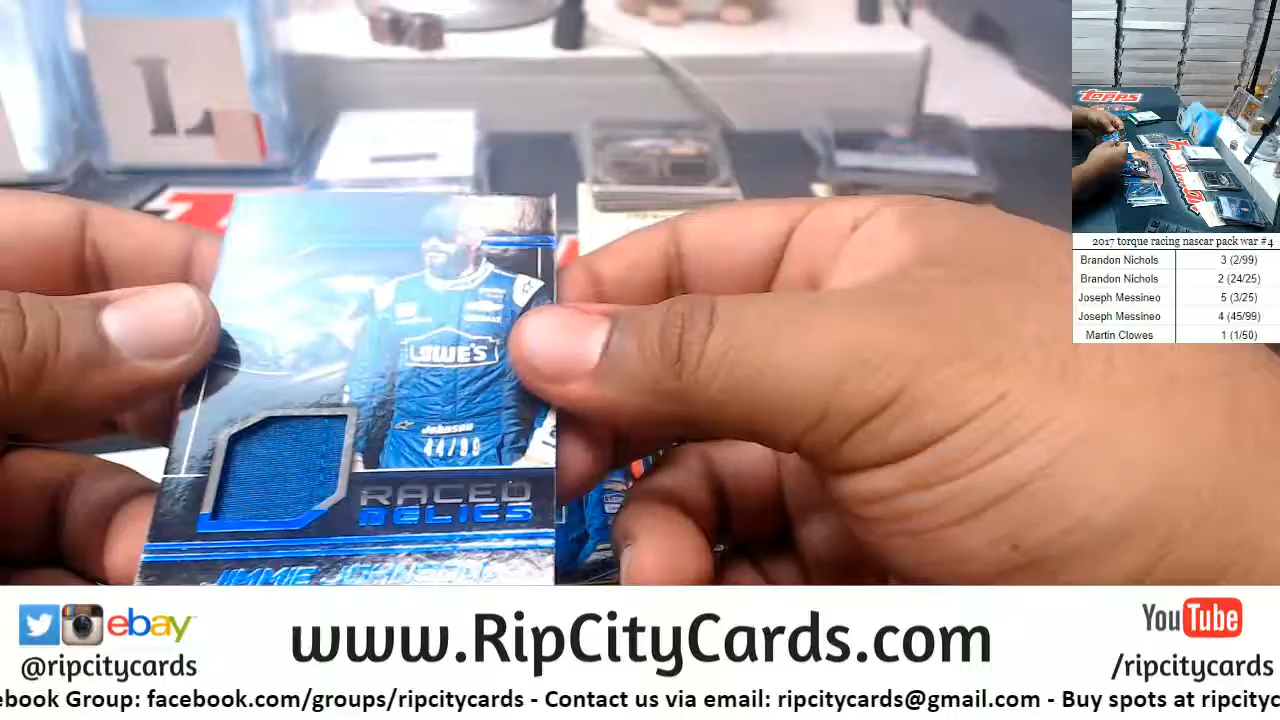 L
TOPPS
2017 torque racing nascar pack war #4
Brandon Nichols 3 (2/99)
Brandon Nichols 2 (24/25)
Joseph Messineo 5 (3/25)
Joseph Messineo 4 (45/99)
Martin Clowes 1 (1/50)
LOWE'S
Johnson
44/99
RACED
RELICS
JIMMIE JOHNSON
ebay
@ripcitycards
www.RipCityCards.com
YouTube
/ripcitycards
ebook Group: facebook.com/groups/ripcitycards - Contact us via email: ripcitycards@gmail.com - Buy spots at ripcityc